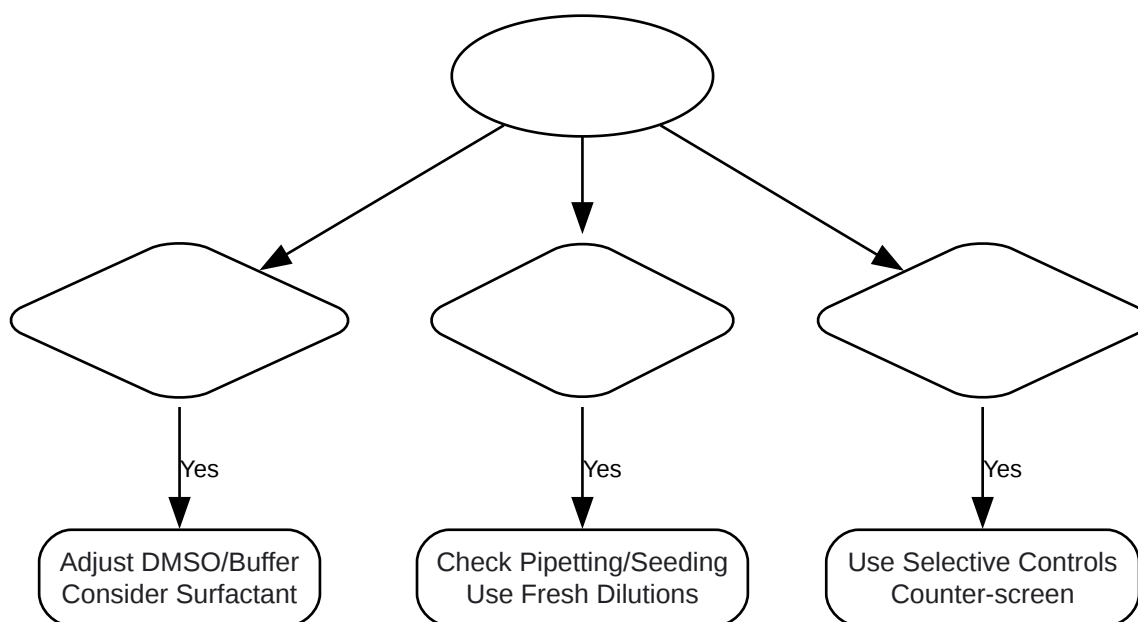 Yes
Yes
Yes
Adjust DMSO/Buffer
Consider Surfactant
Check Pipetting/Seeding
Use Fresh Dilutions
Use Selective Controls
Counter-screen